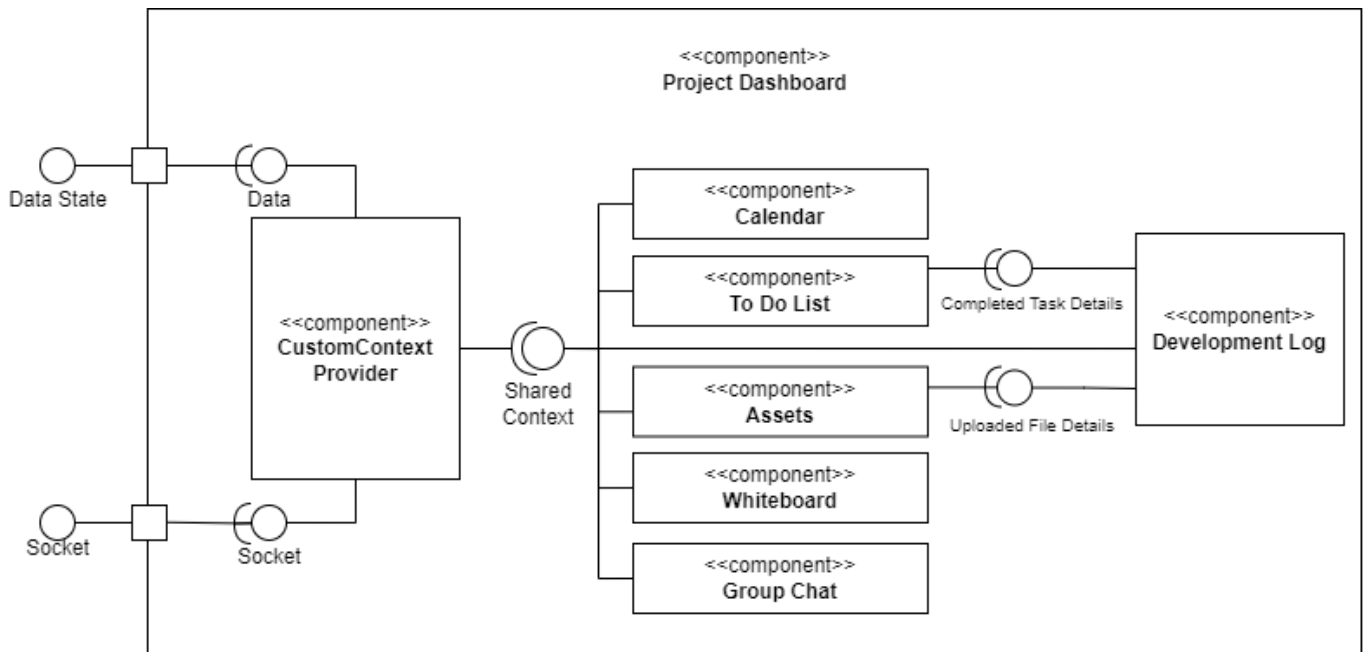 <<component>>
Project Dashboard
Data State
Data
<<component>>
Calendar
<<component>>
To Do List
Completed Task Details
<<component>>
CustomContext
Provider
Shared
Context
<<component>>
Development Log
<<component>>
Assets
Uploaded File Details
<<component>>
Whiteboard
Socket
Socket
<<component>>
Group Chat